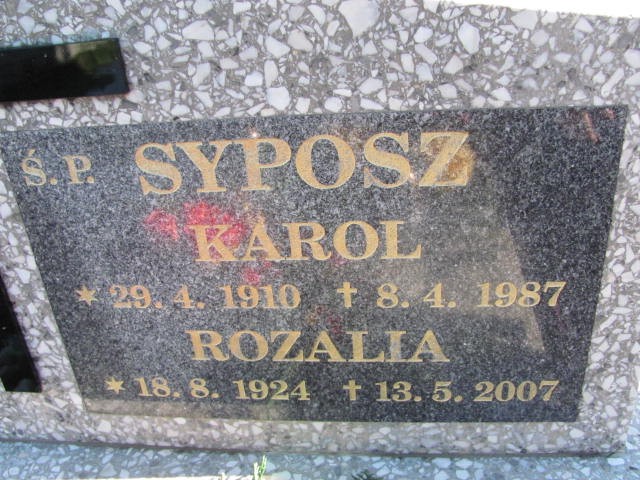 Ś.P. SYPOSZ
KAROL
* 29. 4. 1910 † 8. 4. 1987
ROZALIA
* 18. 8. 1924 † 13. 5. 2007